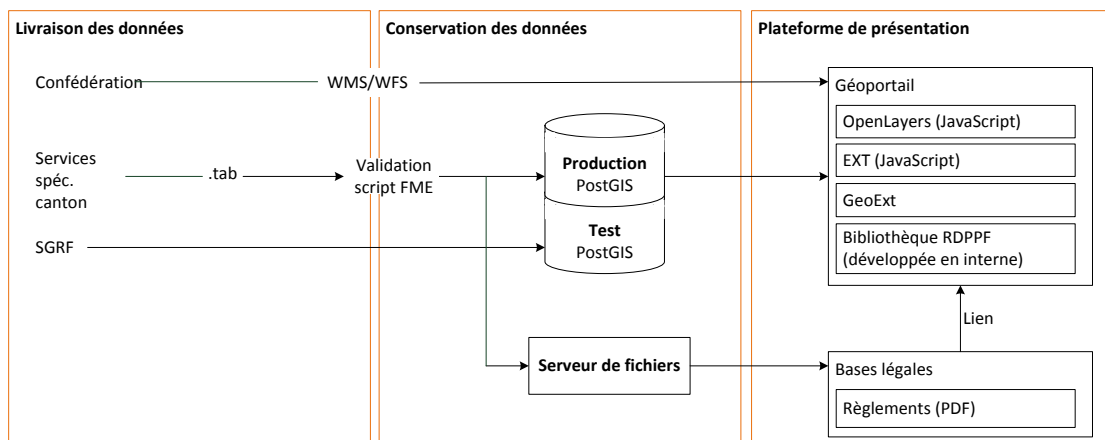 Livraison des données
Conservation des données
Plateforme de présentation
Confédération
WMS/WFS
Géoportail
OpenLayers (JavaScript)
EXT (JavaScript)
GeoExt
Bibliothèque RDPPF
(développée en interne)
Services
spéc.
canton
.tab
Validation
script FME
Production
PostGIS
Test
PostGIS
SGRF
Lien
Serveur de fichiers
Bases légales
Règlements (PDF)